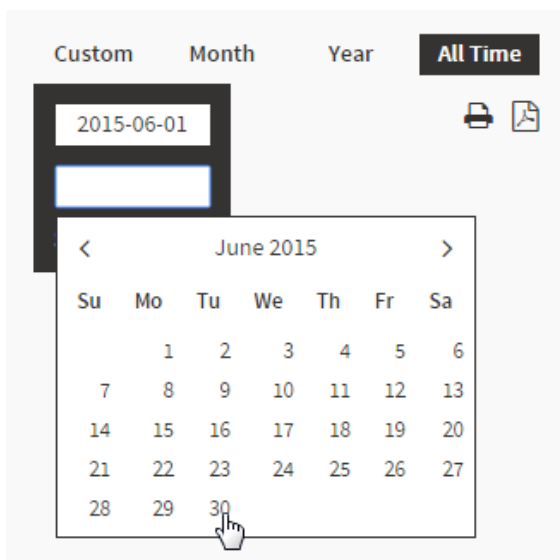 Custom Month Year All Time
2015-06-01
June 2015
Su Mo Tu We Th Fr Sa
1 2 3 4 5 6
7 8 9 10 11 12 13
14 15 16 17 18 19 20
21 22 23 24 25 26 27
28 29 30